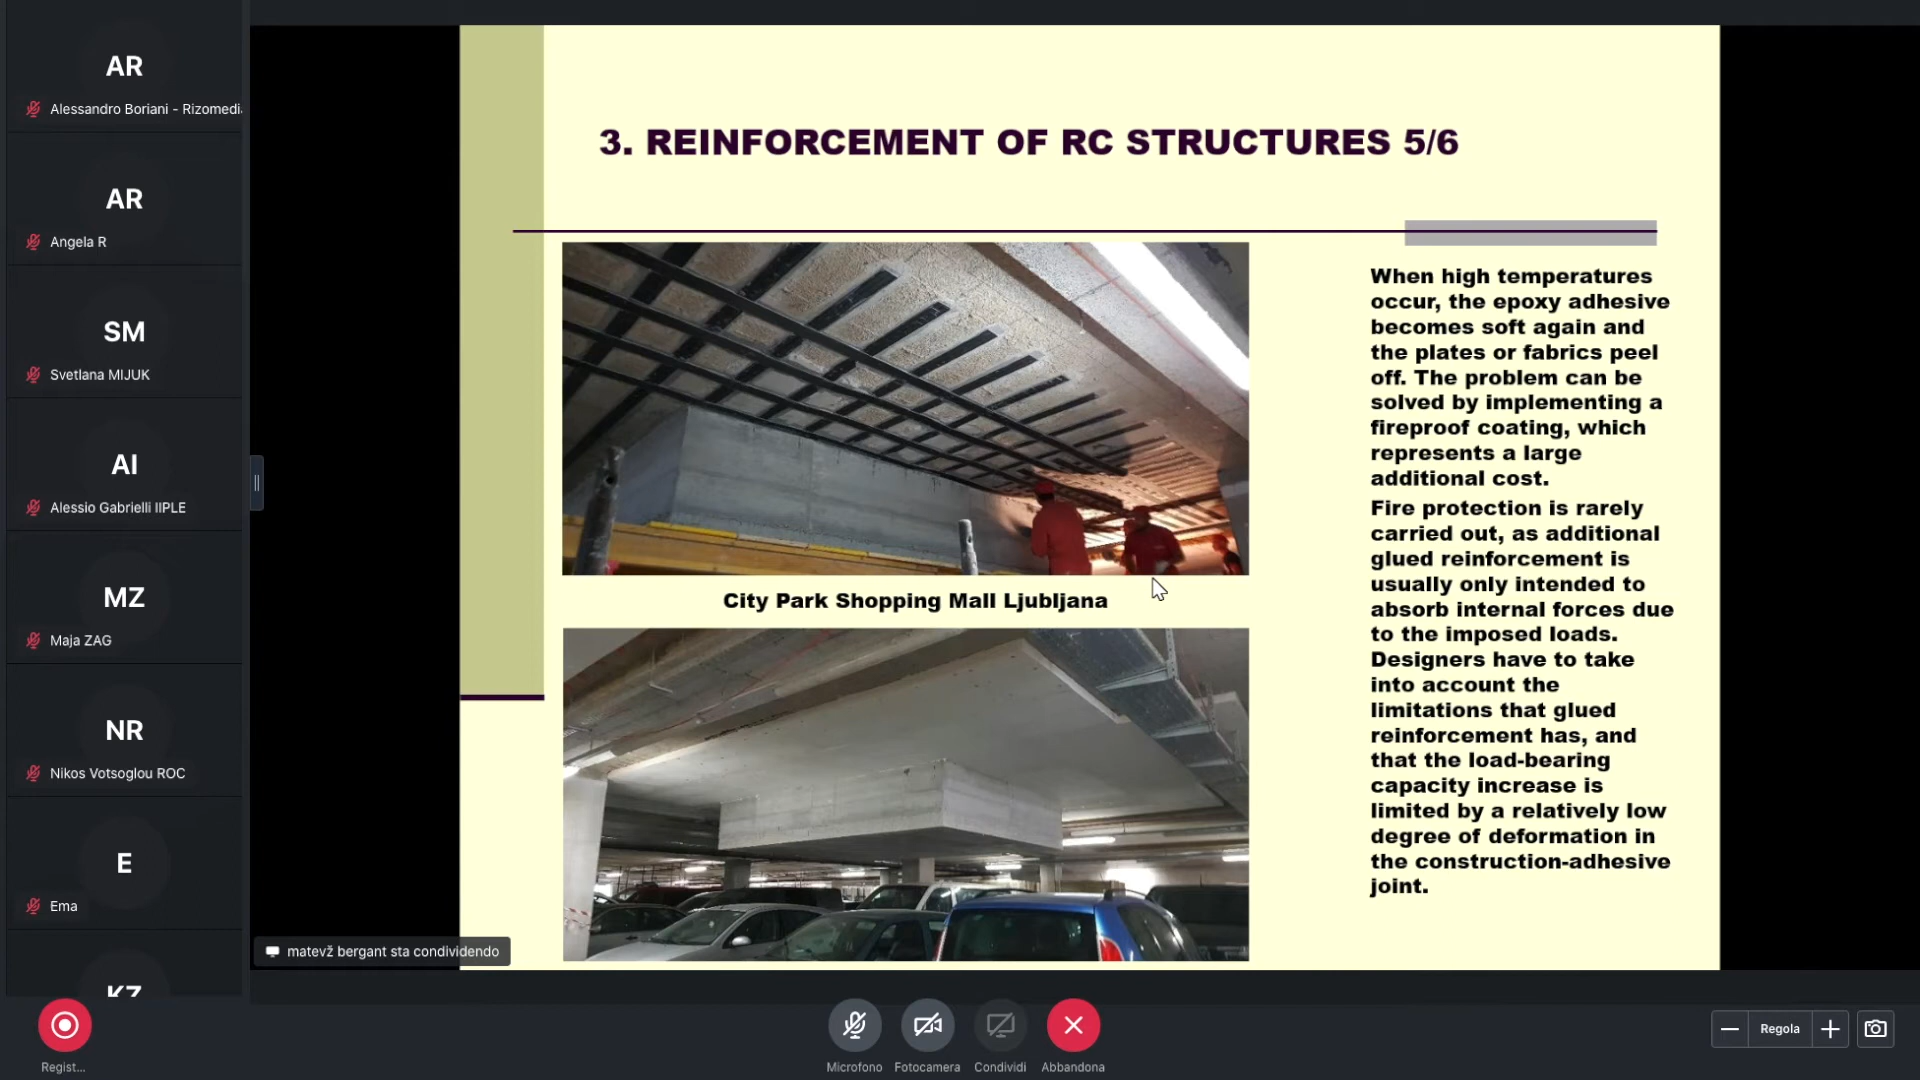 AR
Alessandro Boriani - Rizomedi
AR
Angela R
SM
Svetlana MIJUK
AI
Alessio Gabrielli IIPLE
MZ
Maja ZAG
NR
Nikos Votsoglou ROC
E
Ema
KZ
3. REINFORCEMENT OF RC STRUCTURES 5/6
City Park Shopping Mall Ljubljana
When high temperatures
occur, the epoxy adhesive
becomes soft again and
the plates or fabrics peel
off. The problem can be
solved by implementing a
fireproof coating, which
represents a large
additional cost.
Fire protection is rarely
carried out, as additional
glued reinforcement is
usually only intended to
absorb internal forces due
to the imposed loads.
Designers have to take
into account the
limitations that glued
reinforcement has, and
that the load-bearing
capacity increase is
limited by a relatively low
degree of deformation in
the construction-adhesive
joint.
matevž bergant sta condividendo
Regist...
Microfono
Fotocamera
Condividi
Abbandona
Regola